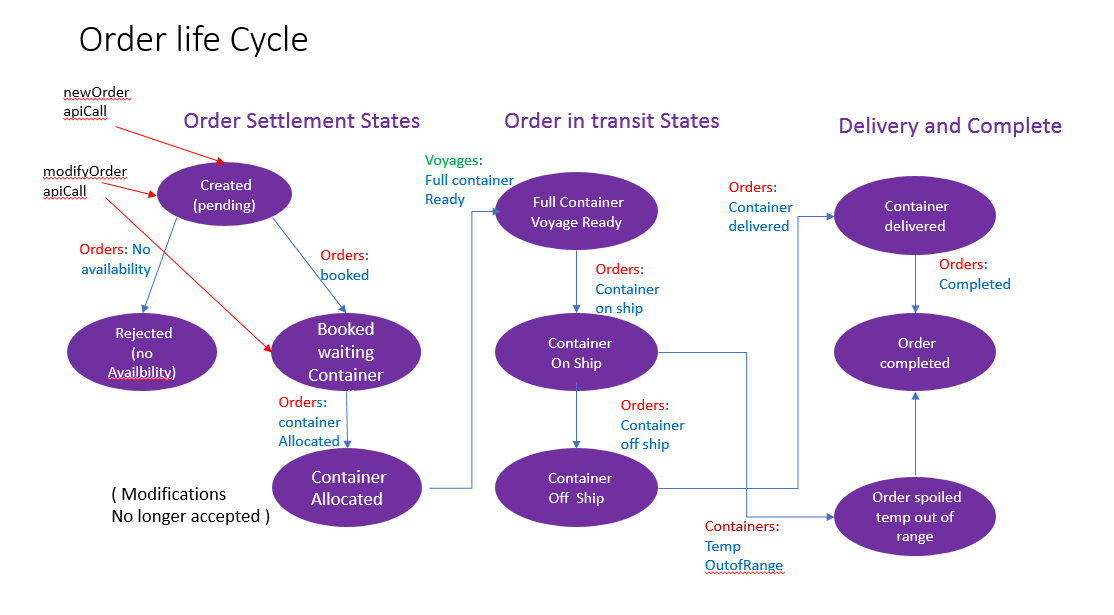 Order life Cycle
newOrder
apiCall
Order Settlement States
Order in transit States
Delivery and Complete
modifyOrder
apiCall
Created
(pending)
Voyages:
Full container
Ready
Full Container
Voyage Ready
Orders:
Container
delivered
Container
delivered
Orders: No
availability
Orders:
booked
Orders:
Container
on ship
Orders:
Completed
Rejected
(no
Availbility)
Booked
waiting
Container
Container
On Ship
Order
completed
Orders:
container
Allocated
Orders:
Container
off ship
Container
Allocated
Container
Off Ship
Order spoiled
temp out of
range
( Modifications
No longer accepted )
Containers:
Temp
OutofRange